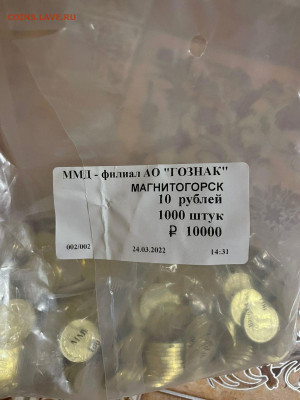 ММД - филиал АО "ГОЗНАК"
МАГНИТОГОРСК
10 рублей
1000 штук
₽ 10000
002/002 24.03.2022 14:31